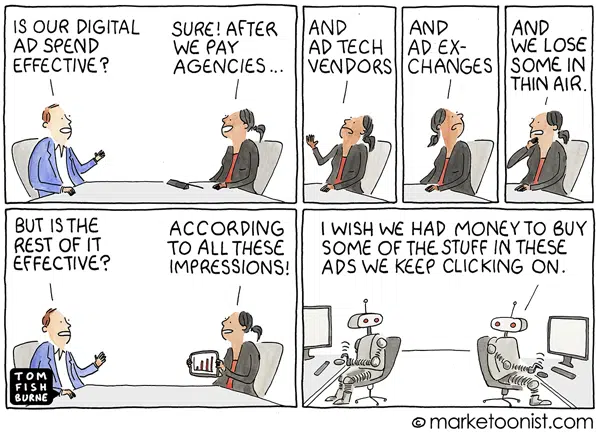 IS OUR DIGITAL
AD SPEND
EFFECTIVE?
SURE! AFTER
WE PAY
AGENCIES...
AND
AD TECH
VENDORS
AND
AD EX-
CHANGES
AND
WE LOSE
SOME IN
THIN AIR.
BUT IS THE
REST OF IT
EFFECTIVE?
ACCORDING
TO ALL THESE
IMPRESSIONS!
I WISH WE HAD MONEY TO BUY
SOME OF THE STUFF IN THESE
ADS WE KEEP CLICKING ON.
TOM
FISH
BURNE
© marketoonist.com